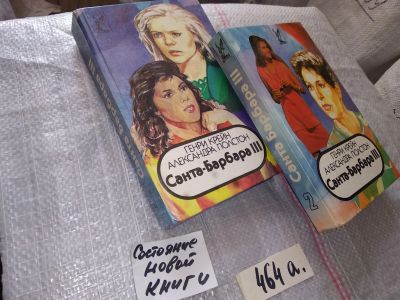 ГЕНРИ КРЕЙН
АЛЕКСАНДРА ПОЛСТОН
Санта-Барбара III
Санта-Барбара III
2
ГЕНРИ КРЕЙН
АЛЕКСАНДРА ПОЛСТОН
Санта-Барбара III
Состояние
новой
книги
464 а.